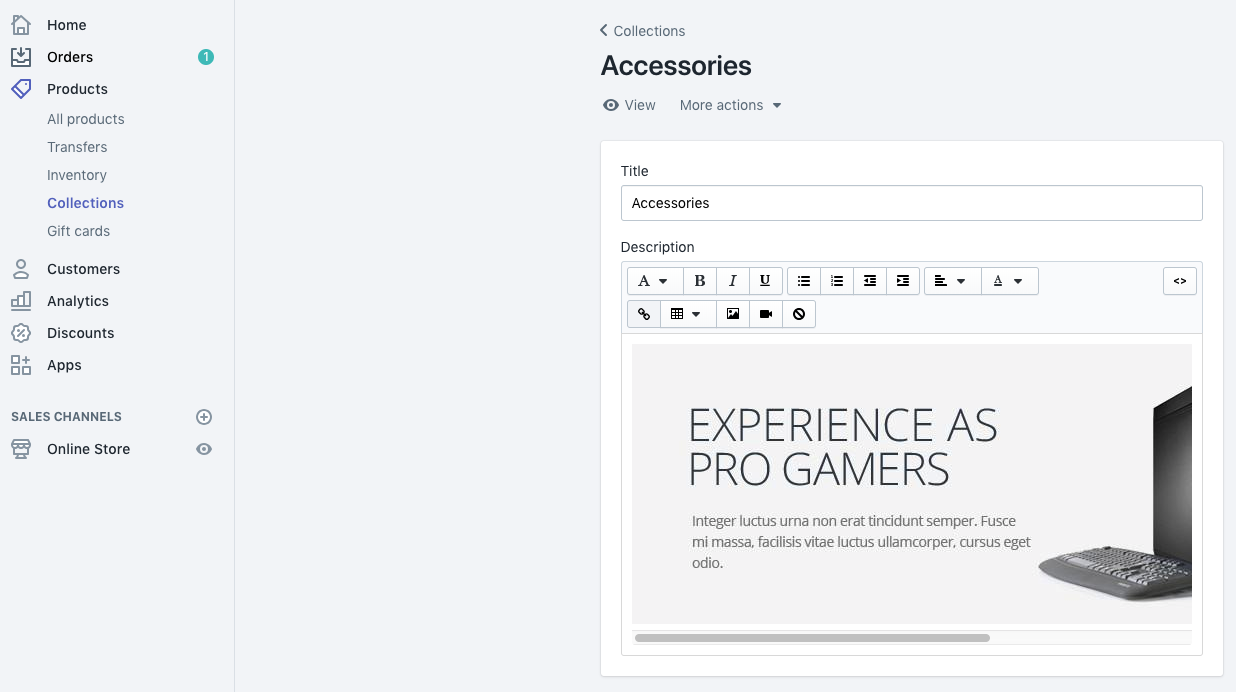 Home
Orders
1
Products
All products
Transfers
Inventory
Collections
Gift cards
Customers
Analytics
Discounts
Apps
SALES CHANNELS
Online Store
Collections
Accessories
View
More actions
Title
Accessories
Description
A B I U A <>
EXPERIENCE AS
PRO GAMERS
Integer luctus urna non erat tincidunt semper. Fusce
mi massa, facilisis vitae luctus ullamcorper, cursus eget
odio.